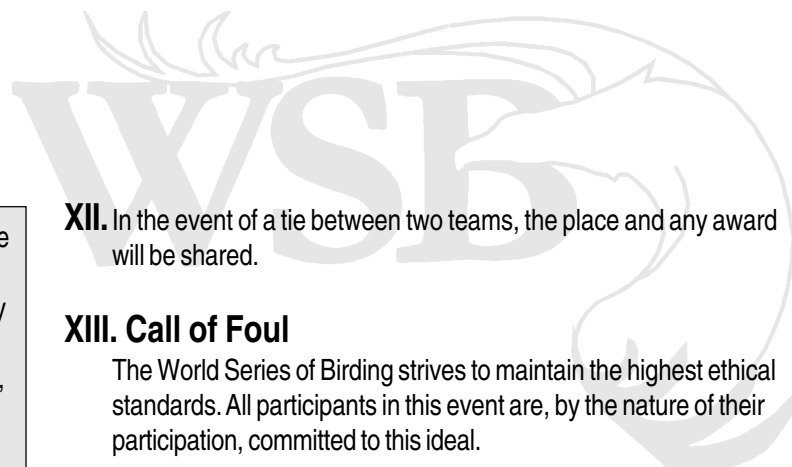 WSB
XII. In the event of a tie between two teams, the place and any award
will be shared.
XIII. Call of Foul
The World Series of Birding strives to maintain the highest ethical
standards. All participants in this event are, by the nature of their
participation, committed to this ideal.